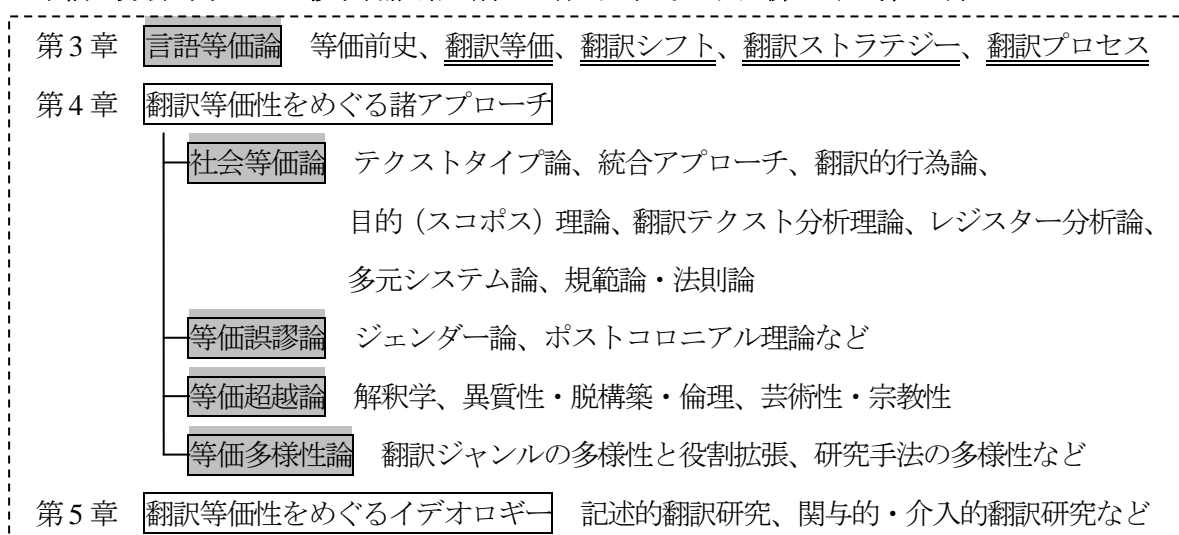 第3章 言語等価論 等価前史、翻訳等価、翻訳シフト、翻訳ストラテジー、翻訳プロセス
第4章 翻訳等価性をめぐる諸アプローチ
社会等価論 テクストタイプ論、統合アプローチ、翻訳的行為論、
目的（スコポス）理論、翻訳テクスト分析理論、レジスター分析論、
多元システム論、規範論・法則論
等価誤謬論 ジェンダー論、ポストコロニアル理論など
等価超越論 解釈学、異質性・脱構築・倫理、芸術性・宗教性
等価多様性論 翻訳ジャンルの多様性と役割拡張、研究手法の多様性など
第5章 翻訳等価性をめぐるイデオロギー 記述的翻訳研究、関与的・介入的翻訳研究など